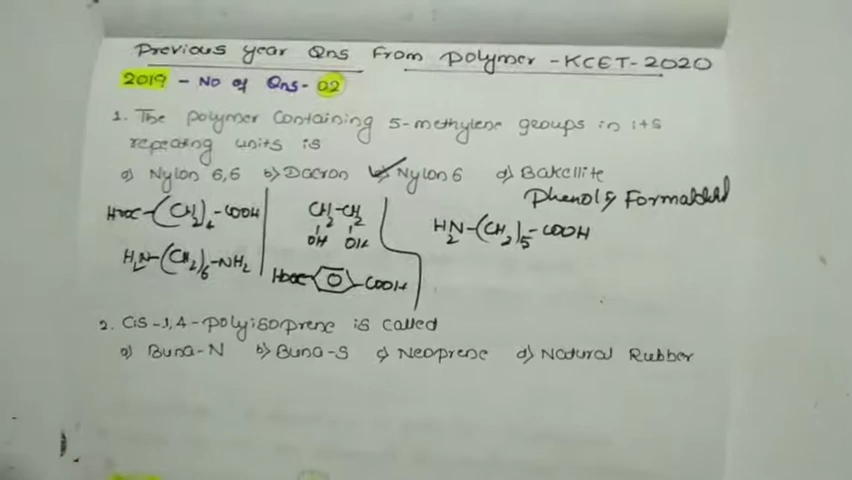 Previous year Qns From polymer - KCET-2020
2019 - No of Qns- 02
1. The polymer containing 5-methylene groups in its
repeating units is
a) Nylon 6,6 b) Dacron c) Nylon 6 d) Bakelite
Phenol &
HOOC-(CH2)4-COOH CH2-CH2 H2N-(CH2)5-COOH
OH OH
H2N-(CH2)6-NH2 HOOC COOH
2. Cis-1,4-polyisoprene is called
a) Buna-N b) Buna-S c) Neoprene d) Natural Rubber